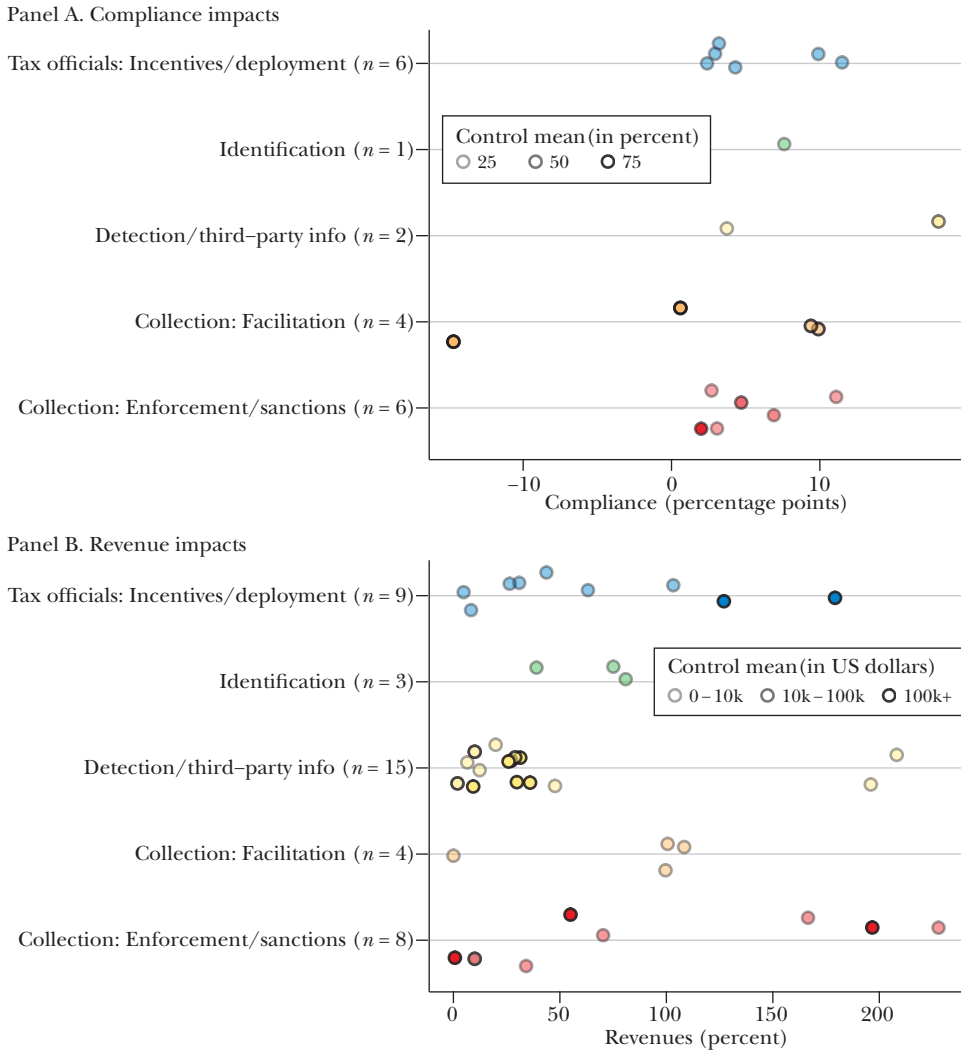 Panel A. Compliance impacts
Tax officials: Incentives/deployment (n = 6)
Identification (n = 1)
Control mean (in percent)
25 50 75
Detection/third–party info (n = 2)
Collection: Facilitation (n = 4)
Collection: Enforcement/sanctions (n = 6)
−10 0 10
Compliance (percentage points)
Panel B. Revenue impacts
Tax officials: Incentives/deployment (n = 9)
Identification (n = 3)
Control mean (in US dollars)
0–10k 10k–100k 100k+
Detection/third–party info (n = 15)
Collection: Facilitation (n = 4)
Collection: Enforcement/sanctions (n = 8)
0 50 100 150 200
Revenues (percent)